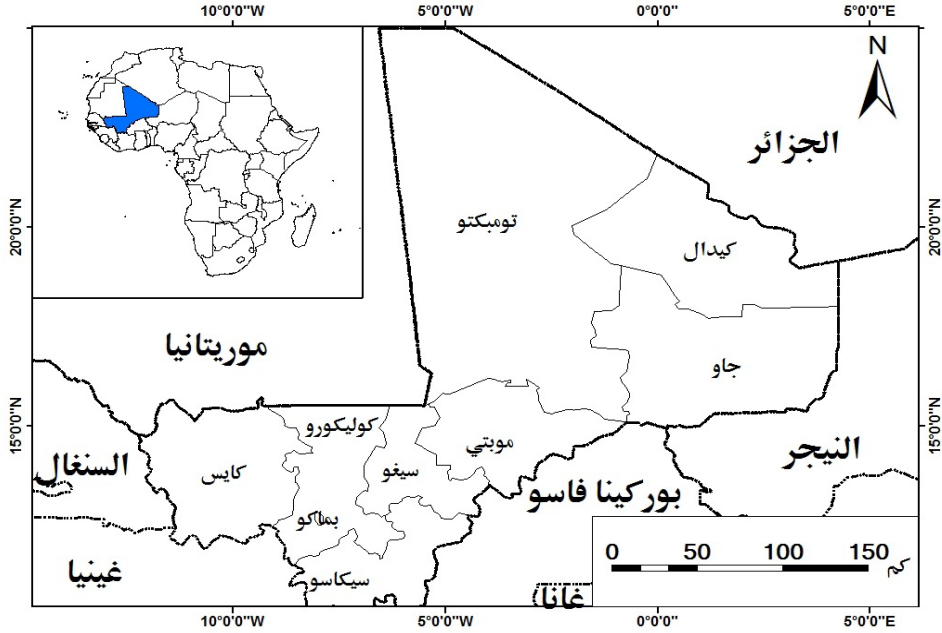 10°0'0"W 5°0'0"W 0°0'0" 5°0'0"E
N
الجزائر
تومبكتو
20°0'0"N 20°0'0"N
كيدال
موريتانيا
جاو
كوليكورو
15°0'0"N 15°0'0"N
موبتي
النيجر
السنغال
كايس
سيغو
بوركينا فاسو
بماكو
غينيا
سيكاسو
0 50 100 150
كم
غانا
10°0'0"W 5°0'0"W 0°0'0" 5°0'0"E